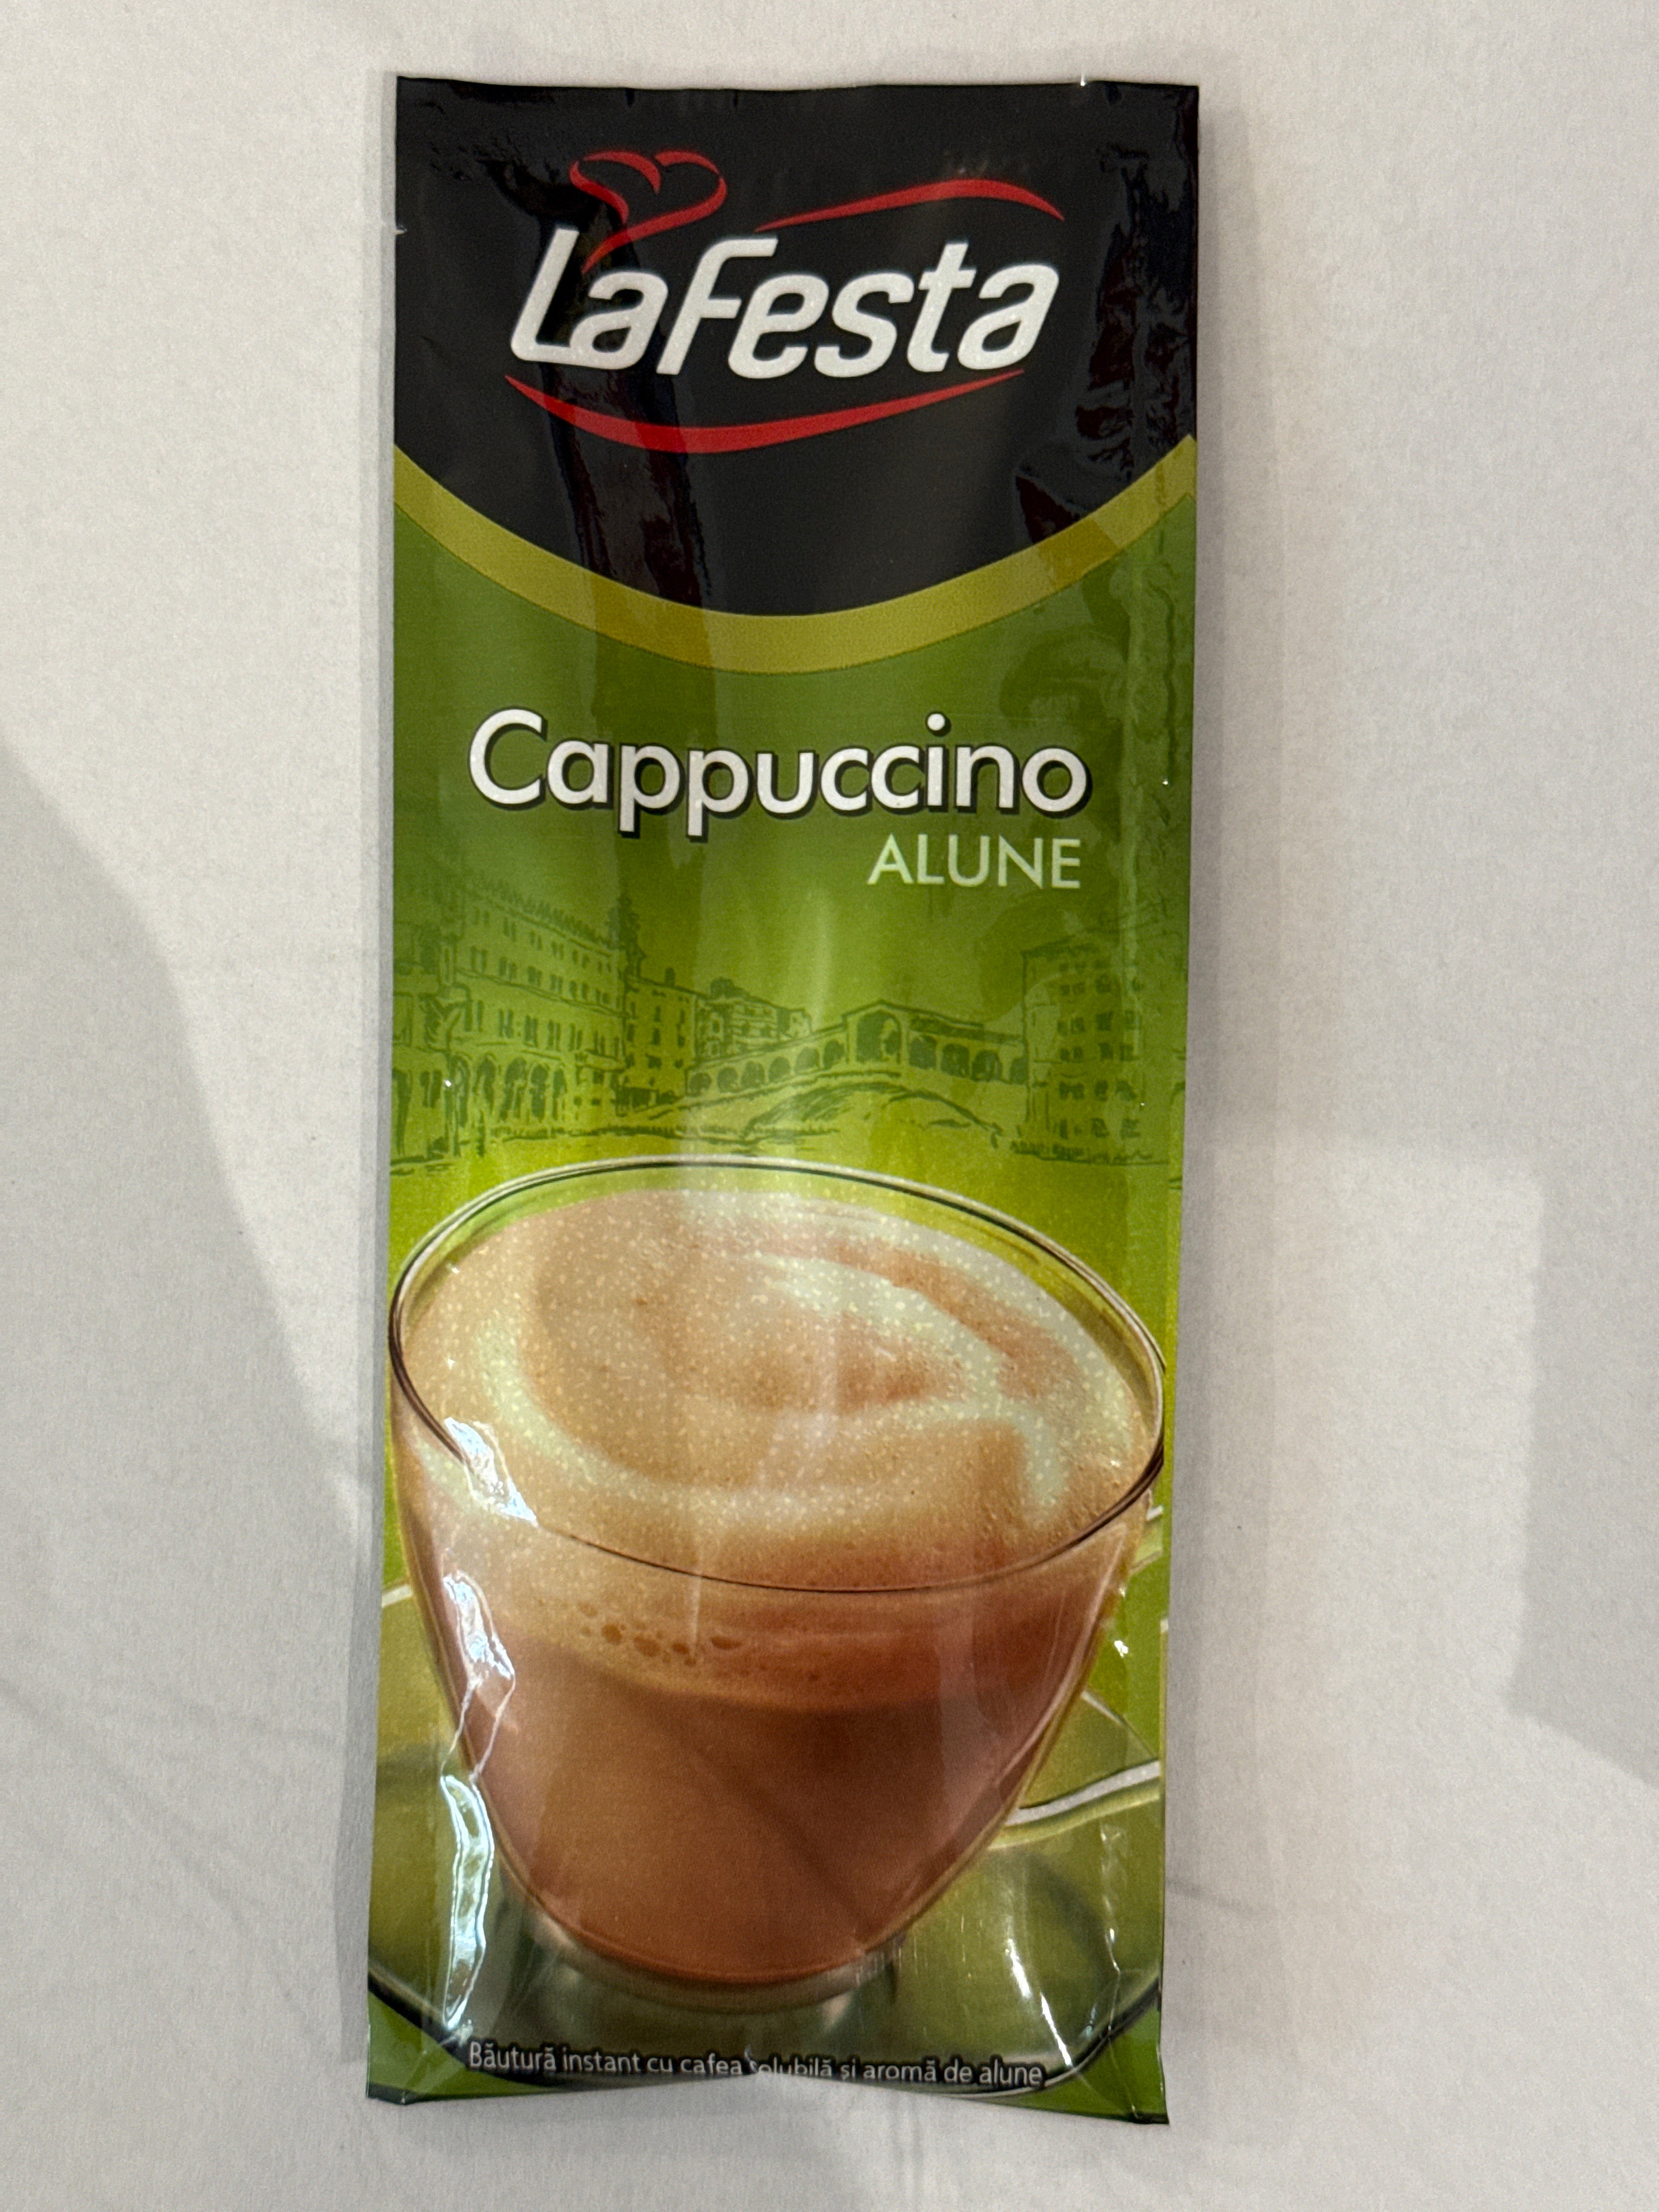 LaFesta
Cappuccino
ALUNE
Băutură instant cu cafea solubilă și aromă de alune